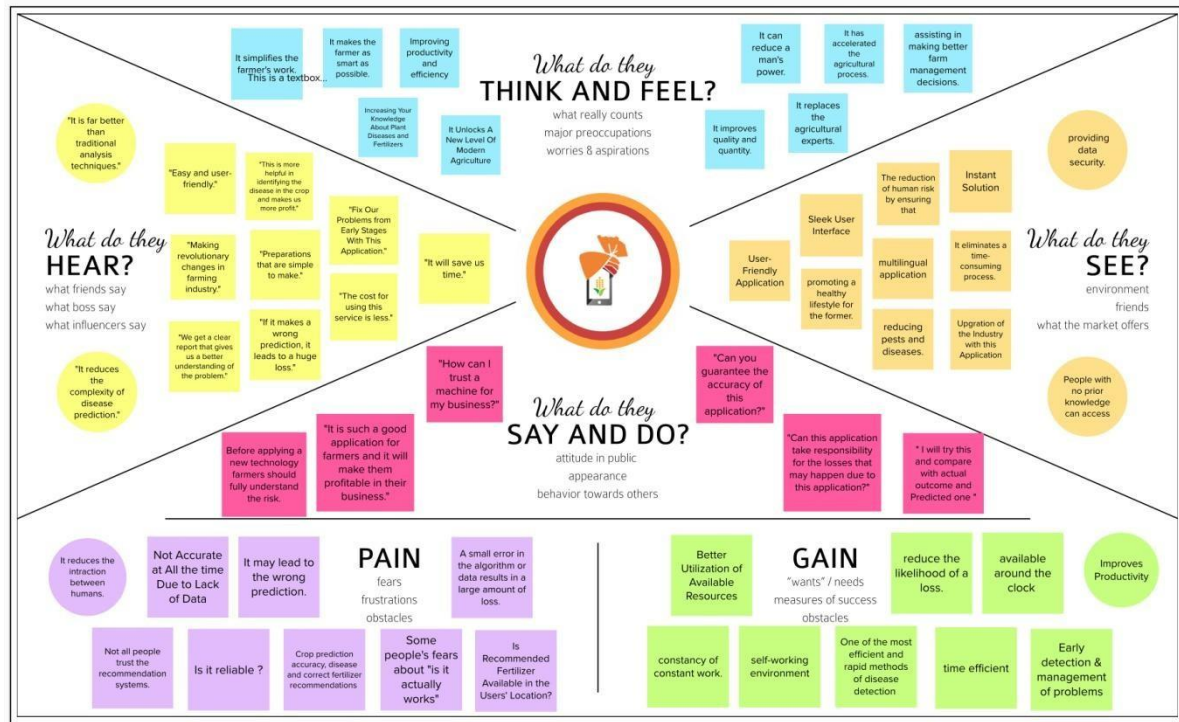 It simplifies the
farmer's work.
This is a textbox...
It makes the
farmer as
smart as
possible.
Improving
productivity
and
efficiency
Increasing Your
Knowledge
About Plant
Diseases and
Fertilizers
It Unlocks A
New Level Of
Modern
Agriculture
What do they
THINK AND FEEL?
what really counts
major preoccupations
worries & aspirations
It can
reduce a
man's
power.
It has
accelerated
the
agricultural
process.
assisting in
making better
farm
management
decisions.
It improves
quality and
quantity.
It replaces
the
agricultural
experts.
"It is far better
than
traditional
analysis
techniques."
"Easy and user-
friendly."
"This is more
helpful in
identifying the
disease in the crop
and makes us
more profit."
"Fix Our
Problems from
Early Stages
With This
Application."
"It will save us
time."
What do they
HEAR?
what friends say
what boss say
what influencers say
"Making
revolutionary
changes in
farming
industry."
"Preparations
that are simple
to make."
"The cost for
using this
service is less."
"We get a clear
report that gives
us a better
understanding of
the problem."
"If it makes a
wrong
prediction, it
leads to a huge
loss."
"It reduces
the
complexity of
disease
prediction."
providing
data
security.
The reduction
of human risk
by ensuring
that
Instant
Solution
Sleek User
Interface
User-
Friendly
Application
multilingual
application
It eliminates a
time-
consuming
process.
promoting a
healthy
lifestyle for
the former.
reducing
pests and
diseases.
Upgration of
the Industry
with this
Application
What do they
SEE?
environment
friends
what the market offers
People with
no prior
knowledge
can access
"How can I
trust a
machine for
my business?"
"Can you
guarantee the
accuracy of
this
application?"
What do they
SAY AND DO?
attitude in public
appearance
behavior towards others
Before applying a
new technology
farmers should
fully understand
the risk.
"It is such a good
application for
farmers and it will
make them
profitable in their
business."
"Can this application
take responsibility
for the losses that
may happen due to
this application?"
" I will try this
and compare
with actual
outcome and
Predicted one "
PAIN
fears
frustrations
obstacles
It reduces the
intraction
between
humans.
Not Accurate
at All the time
Due to Lack
of Data
It may lead to
the wrong
prediction.
A small error in
the algorithm or
data results in a
large amount of
loss.
Not all people
trust the
recommendation
systems.
Is it reliable ?
Crop prediction
accuracy, disease
and correct fertilizer
recommendations
Some
people's fears
about "is it
actually
works"
Is
Recommended
Fertilizer
Available in the
Users' Location?
GAIN
"wants" / needs
measures of success
obstacles
Better
Utilization of
Available
Resources
reduce the
likelihood of a
loss.
available
around the
clock
Improves
Productivity
constancy of
constant work.
self-working
environment
One of the most
efficient and
rapid methods
of disease
detection
time efficient
Early
detection &
management
of problems